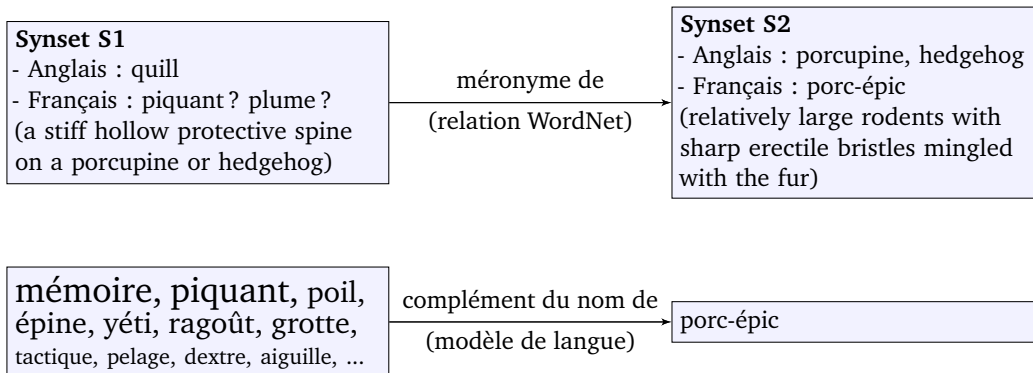 Synset S1
- Anglais : quill
- Français : piquant ? plume ?
(a stiff hollow protective spine
on a porcupine or hedgehog)
méronyme de
(relation WordNet)
Synset S2
- Anglais : porcupine, hedgehog
- Français : porc-épic
(relatively large rodents with
sharp erectile bristles mingled
with the fur)
mémoire, piquant, poil,
épine, yéti, ragoût, grotte,
tactique, pelage, dextre, aiguille, ...
complément du nom de
(modèle de langue)
porc-épic